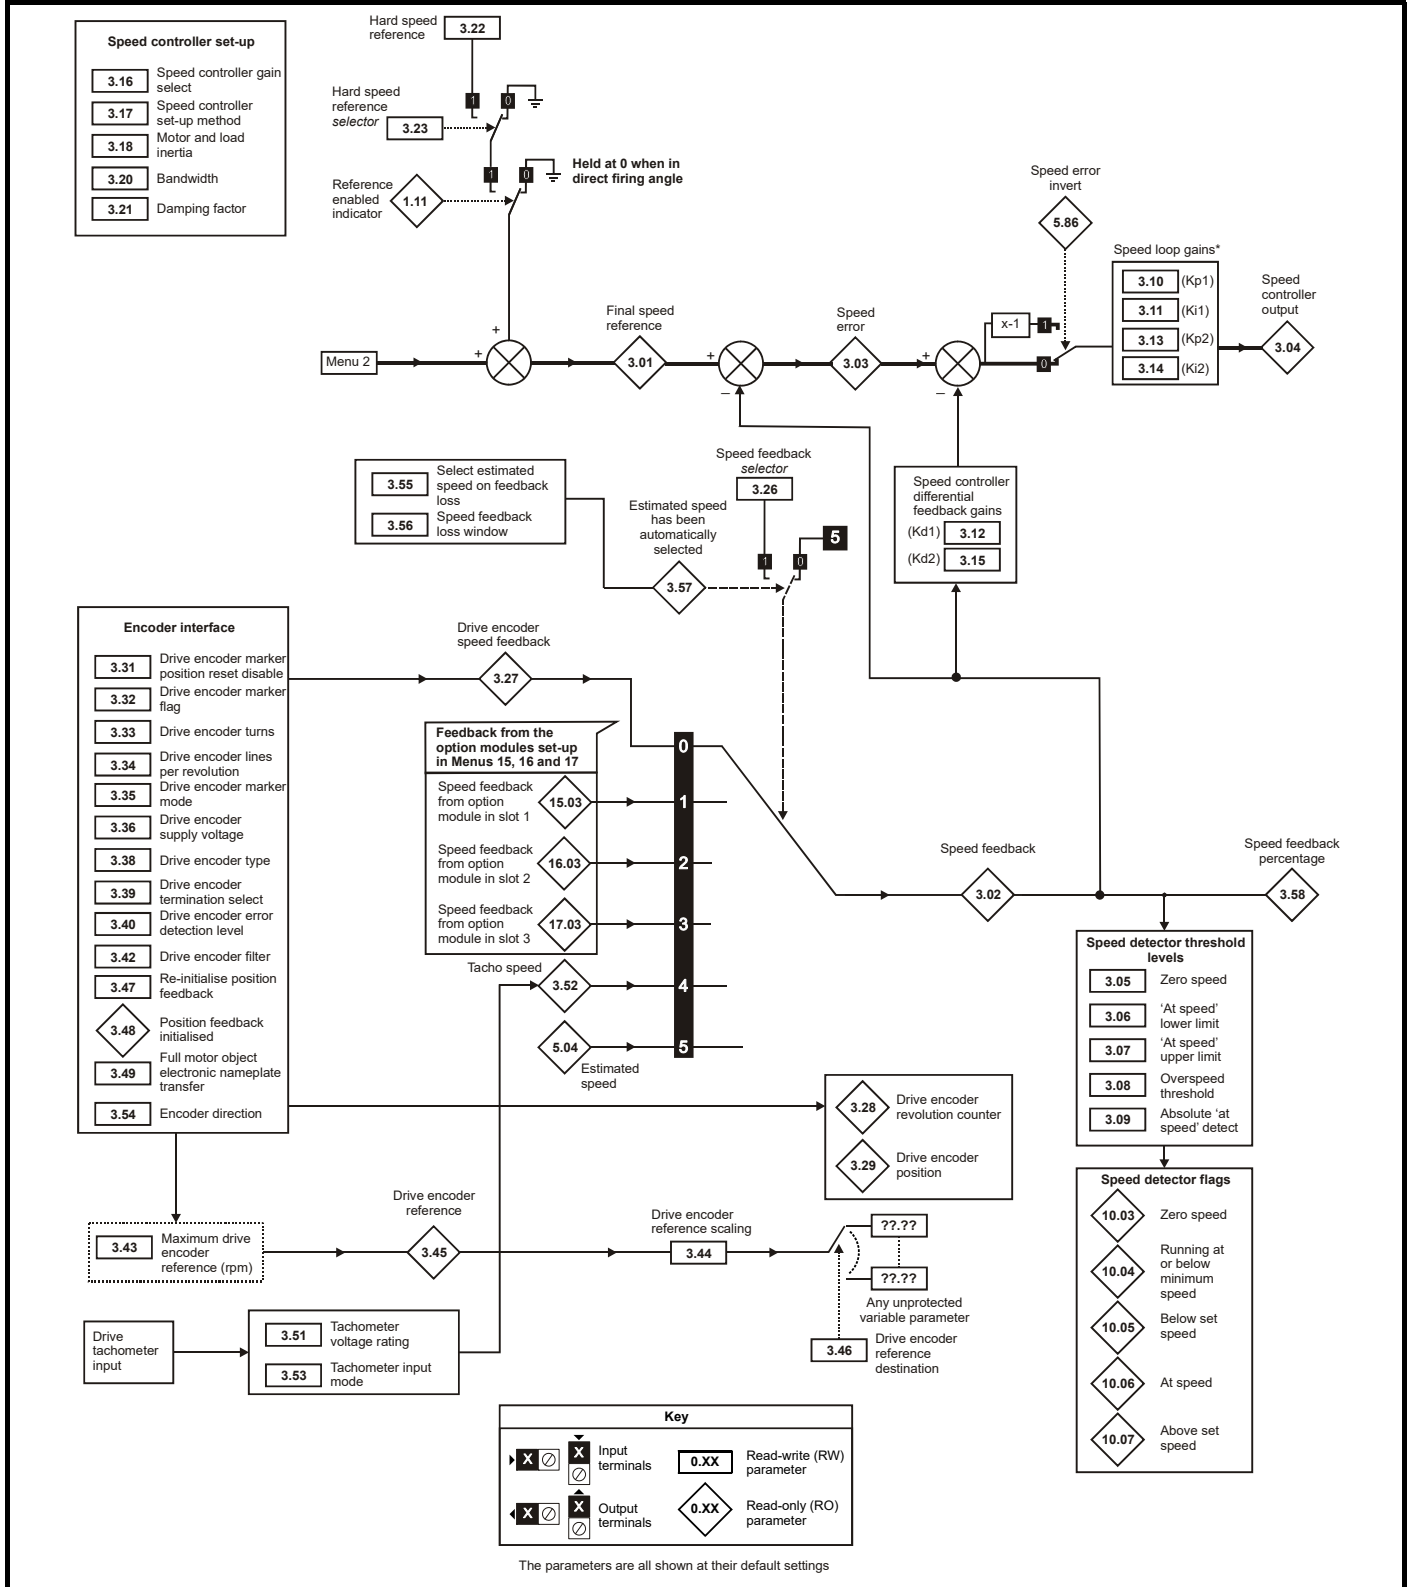 Speed controller set-up
3.16
Speed controller gain
select
3.17
Speed controller
set-up method
3.18
Motor and load
inertia
3.20
Bandwidth
3.21
Damping factor
Hard speed
reference
3.22
1
0
Hard speed
reference
selector
3.23
1
0
Held at 0 when in
direct firing angle
Reference
enabled
indicator
1.11
Speed error
invert
5.86
Speed loop gains*
3.10
(Kp1)
3.11
(Ki1)
3.13
(Kp2)
3.14
(Ki2)
Speed
controller
output
3.04
Menu 2
+
+
Final speed
reference
3.01
+
_
Speed
error
3.03
+
_
x-1
1
0
3.55
Select estimated
speed on feedback
loss
3.56
Speed feedback
loss window
Estimated speed
has been
automatically
selected
3.57
Speed feedback
selector
3.26
1
0
5
Speed controller
differential
feedback gains
(Kd1)
3.12
(Kd2)
3.15
Encoder interface
3.31
Drive encoder marker
position reset disable
3.32
Drive encoder marker
flag
3.33
Drive encoder turns
3.34
Drive encoder lines
per revolution
3.35
Drive encoder marker
mode
3.36
Drive encoder
supply voltage
3.38
Drive encoder type
3.39
Drive encoder
termination select
3.40
Drive encoder error
detection level
3.42
Drive encoder filter
3.47
Re-initialise position
feedback
3.48
Position feedback
initialised
3.49
Full motor object
electronic nameplate
transfer
3.54
Encoder direction
Drive encoder
speed feedback
3.27
Feedback from the
option modules set-up
in Menus 15, 16 and 17
Speed feedback
from option
module in slot 1
15.03
Speed feedback
from option
module in slot 2
16.03
Speed feedback
from option
module in slot 3
17.03
Tacho speed
3.52
5.04
Estimated
speed
0
1
2
3
4
5
Speed feedback
3.02
Speed feedback
percentage
3.58
Speed detector threshold
levels
3.05
Zero speed
3.06
‘At speed’
lower limit
3.07
‘At speed’
upper limit
3.08
Overspeed
threshold
3.09
Absolute ‘at
speed’ detect
Speed detector flags
10.03
Zero speed
10.04
Running at
or below
minimum
speed
10.05
Below set
speed
10.06
At speed
10.07
Above set
speed
3.28
Drive encoder
revolution counter
3.29
Drive encoder
position
3.43
Maximum drive
encoder
reference (rpm)
Drive encoder
reference
3.45
Drive encoder
reference scaling
3.44
??.??
??.??
Any unprotected
variable parameter
3.46
Drive encoder
reference
destination
Drive
tachometer
input
3.51
Tachometer
voltage rating
3.53
Tachometer input
mode
Key
X
X
Input
terminals
0.XX
Read-write (RW)
parameter
X
X
Output
terminals
0.XX
Read-only (RO)
parameter
The parameters are all shown at their default settings